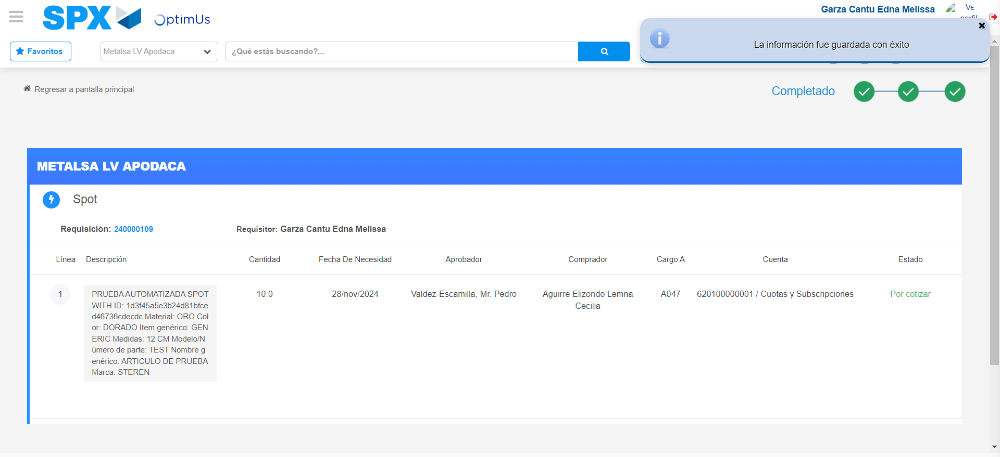 SPX OptimUs
Garza Cantu Edna Melissa
Favoritos
Metalsa LV Apodaca
¿Qué estás buscando?...
La información fue guardada con éxito
Regresar a pantalla principal
Completado
METALSA LV APODACA
Spot
Requisición: 240000109 Requisitor: Garza Cantu Edna Melissa
Línea Descripción Cantidad Fecha De Necesidad Aprobador Comprador Cargo A Cuenta Estado
1
PRUEBA AUTOMATIZADA SPOT
WITH ID: 1d3f45a5e3b24d81bfce
d46736cdecdc Material: ORO Col
or: DORADO Item genérico: GEN
ERIC Medidas: 12 CM Modelo/N
úmero de parte: TEST Nombre g
enérico: ARTICULO DE PRUEBA
Marca: STEREN
10.0
28/nov/2024
Valdez-Escamilla, Mr. Pedro
Aguirre Elizondo Lemna
Cecilia
A047
620100000001 / Cuotas y Subscripciones
Por cotizar